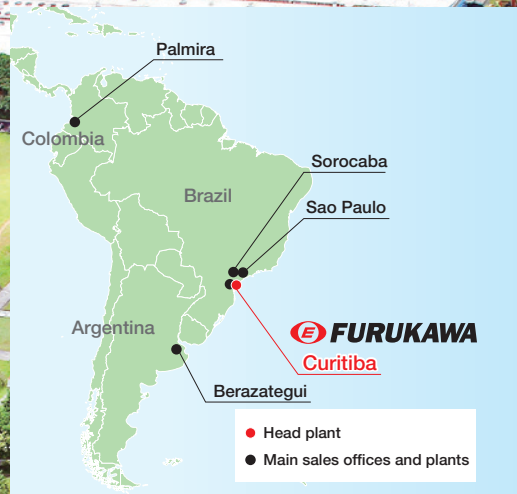 Palmira
Colombia
Sorocaba
Brazil
Sao Paulo
Argentina
E FURUKAWA
Curitiba
Berazategui
● Head plant
● Main sales offices and plants